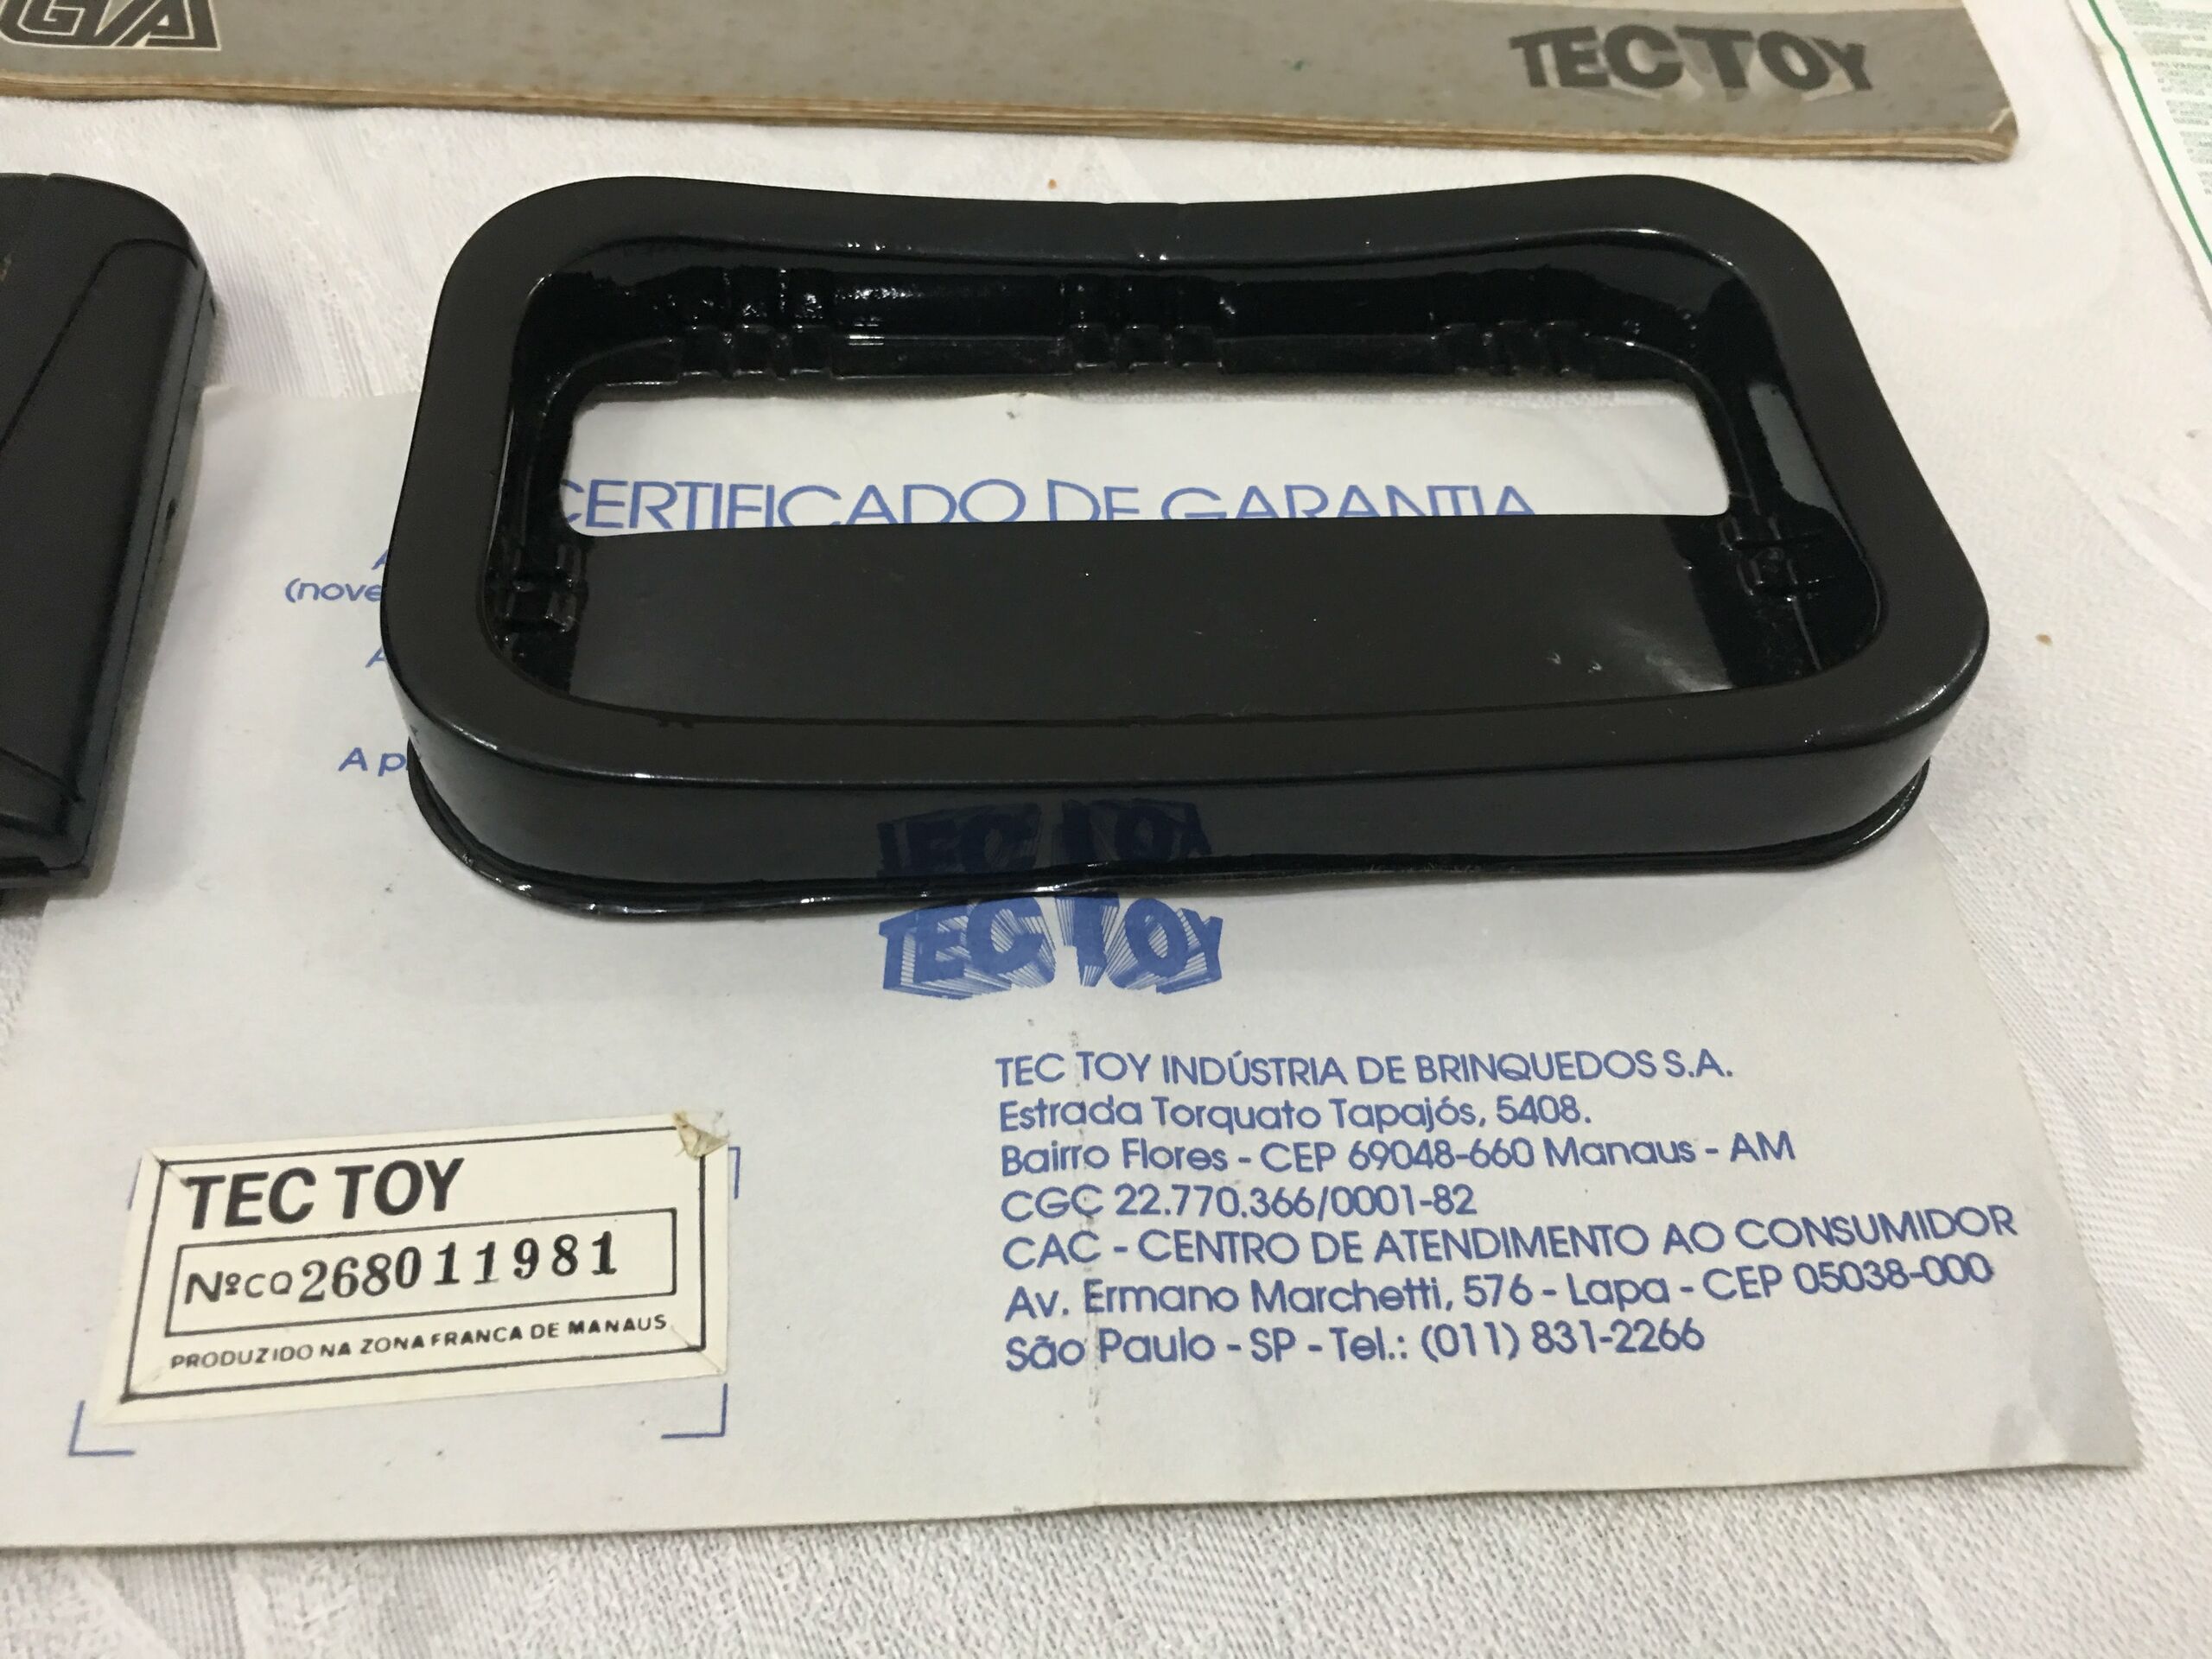 TEC TOY
CERTIFICADO DE GARANTIA
(nove
A
A p
TEC TOY
TEC TOY INDÚSTRIA DE BRINQUEDOS S.A.
Estrada Torquato Tapajós, 5408.
Bairro Flores - CEP 69048-660 Manaus - AM
CGC 22.770.366/0001-82
CAC - CENTRO DE ATENDIMENTO AO CONSUMIDOR
Av. Ermano Marchetti, 576 - Lapa - CEP 05038-000
São Paulo - SP - Tel.: (011) 831-2266
TEC TOY
Nº CQ 268011981
PRODUZIDO NA ZONA FRANCA DE MANAUS